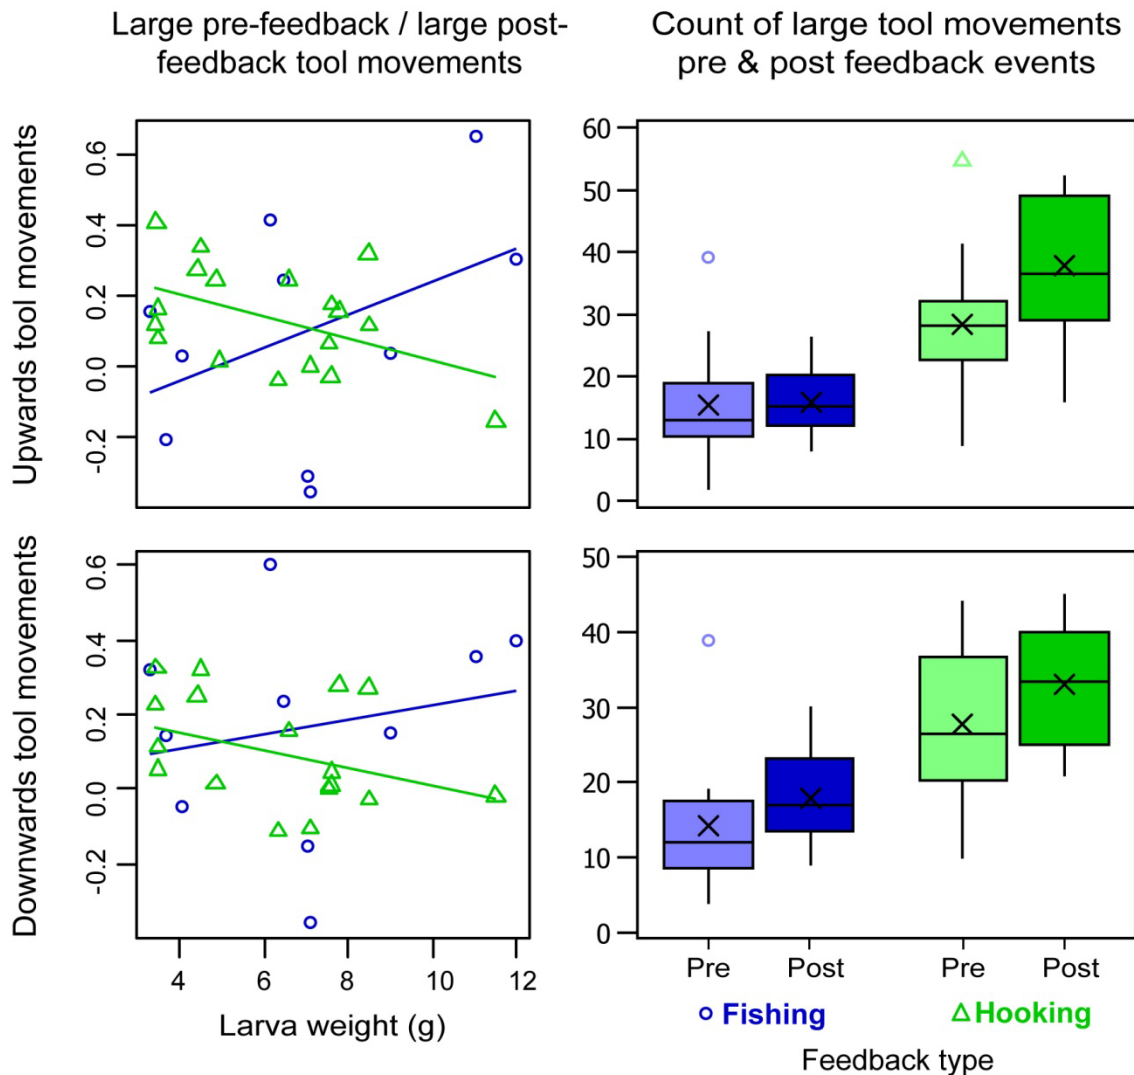 Large pre-feedback / large post-
feedback tool movements
Count of large tool movements
pre & post feedback events
Upwards tool movements
0.6
0.4
0.2
0.0
-0.2
60
50
40
30
20
10
0
Downwards tool movements
0.6
0.4
0.2
0.0
-0.2
4 6 8 10 12
Larva weight (g)
50
40
30
20
10
0
Pre Post Pre Post
Fishing Hooking
Feedback type